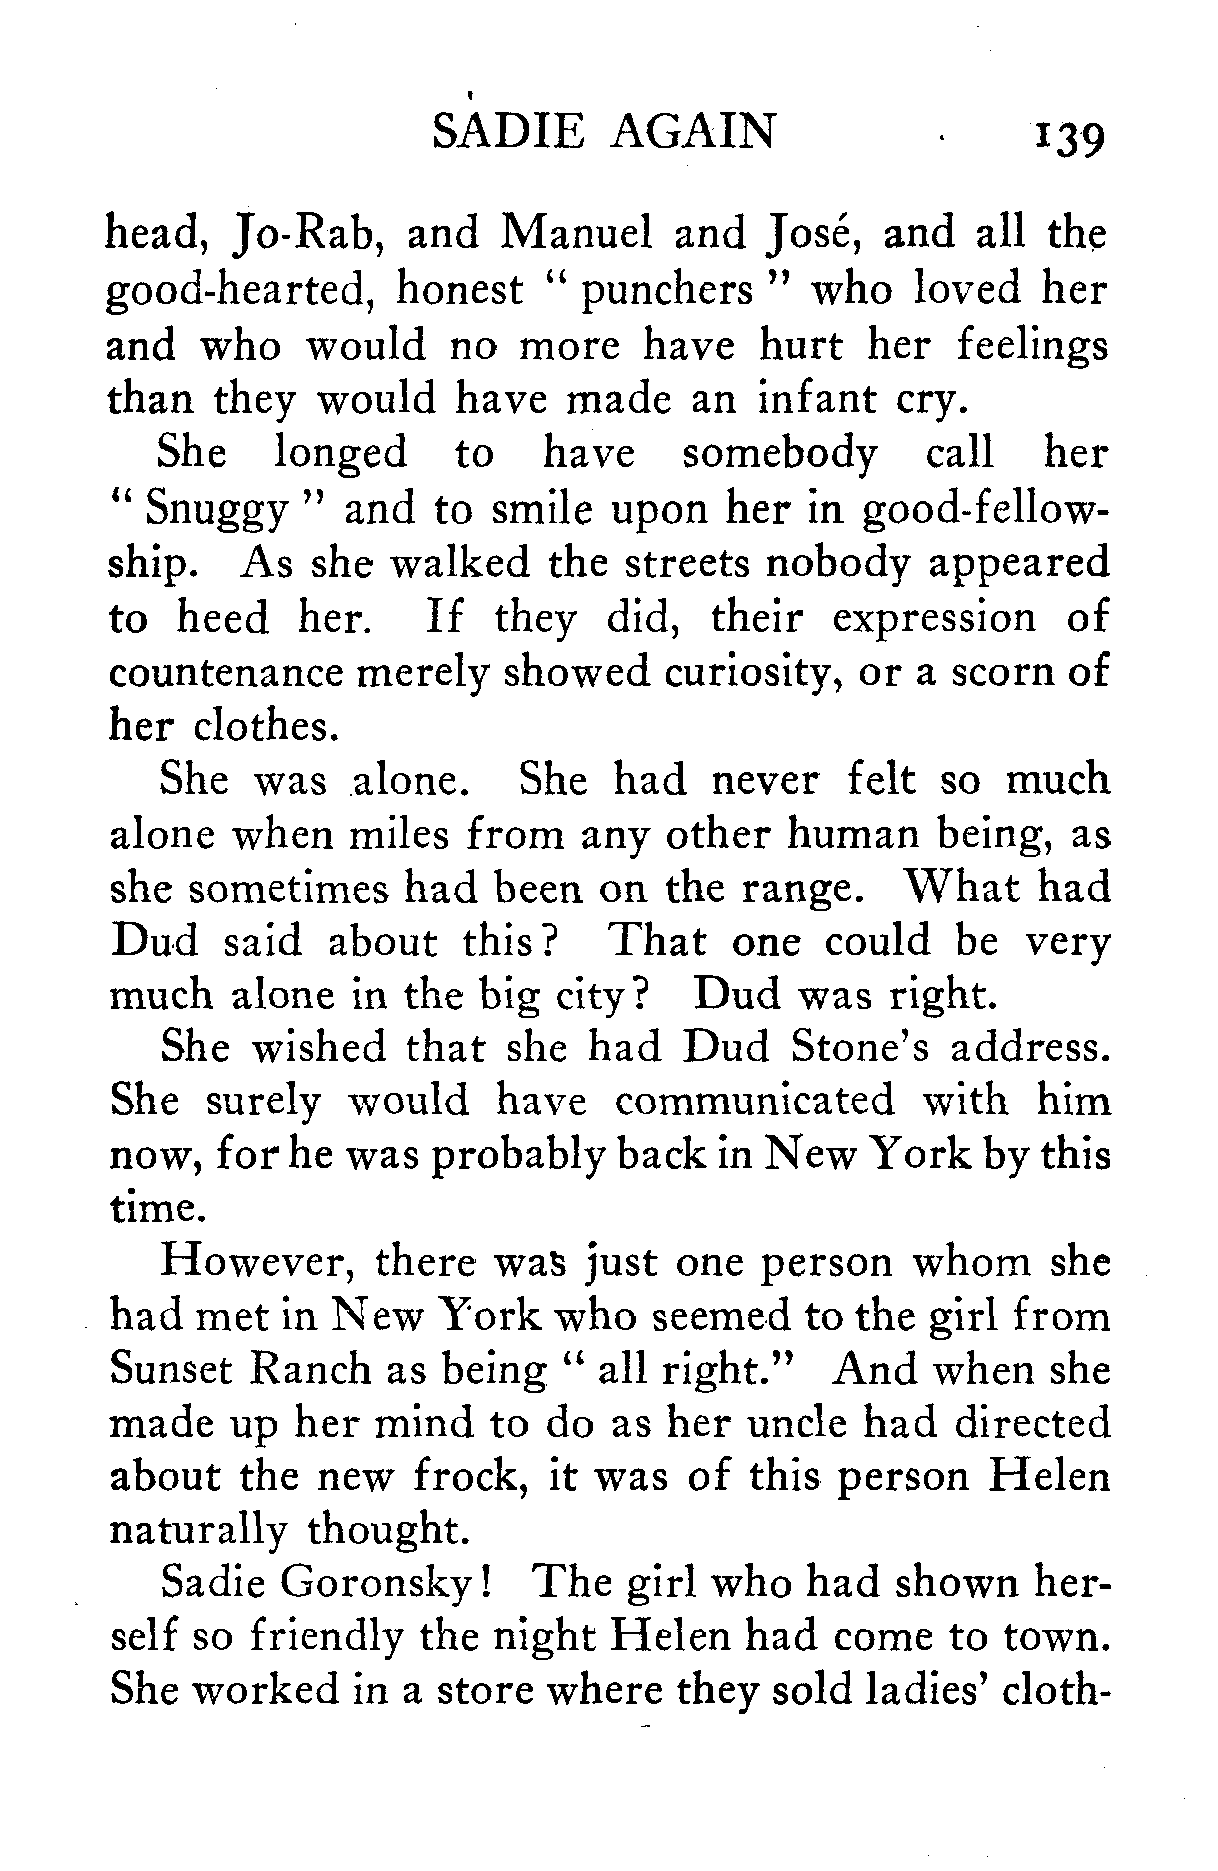 SADIE AGAIN 139
head, Jo-Rab, and Manuel and José, and all the
good-hearted, honest “ punchers ” who loved her
and who would no more have hurt her feelings
than they would have made an infant cry.
She longed to have somebody call her
“ Snuggy ” and to smile upon her in good-fellow-
ship. As she walked the streets nobody appeared
to heed her. If they did, their expression of
countenance merely showed curiosity, or a scorn of
her clothes.
She was alone. She had never felt so much
alone when miles from any other human being, as
she sometimes had been on the range. What had
Dud said about this? That one could be very
much alone in the big city? Dud was right.
She wished that she had Dud Stone’s address.
She surely would have communicated with him
now, for he was probably back in New York by this
time.
However, there was just one person whom she
had met in New York who seemed to the girl from
Sunset Ranch as being “ all right.” And when she
made up her mind to do as her uncle had directed
about the new frock, it was of this person Helen
naturally thought.
Sadie Goronsky! The girl who had shown her-
self so friendly the night Helen had come to town.
She worked in a store where they sold ladies’ cloth-